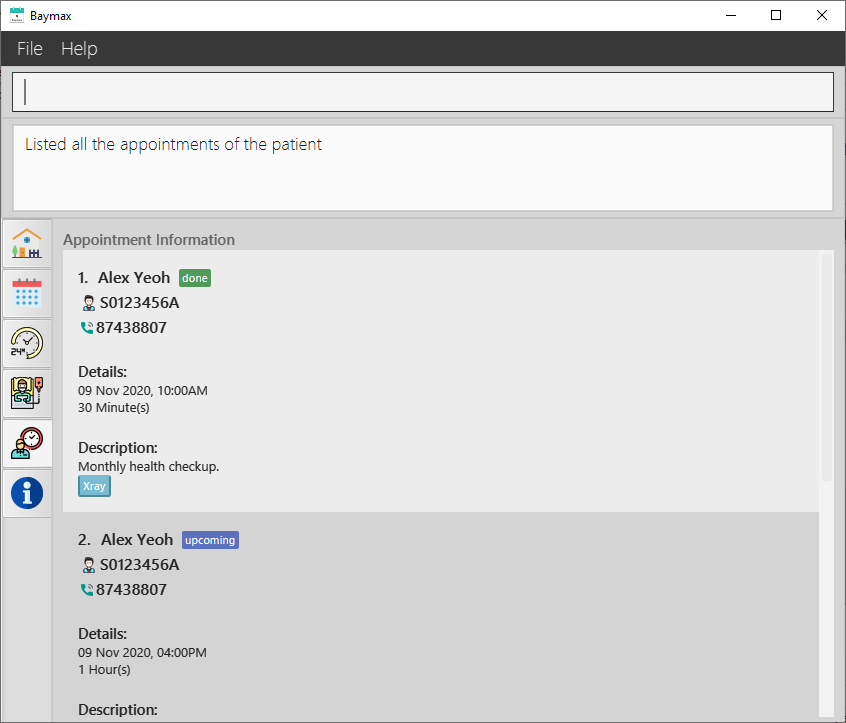 Baymax
File Help
Listed all the appointments of the patient
Appointment Information
1. Alex Yeoh done
S0123456A
87438807
Details:
09 Nov 2020, 10:00AM
30 Minute(s)
Description:
Monthly health checkup.
Xray
2. Alex Yeoh upcoming
S0123456A
87438807
Details:
09 Nov 2020, 04:00PM
1 Hour(s)
Description: